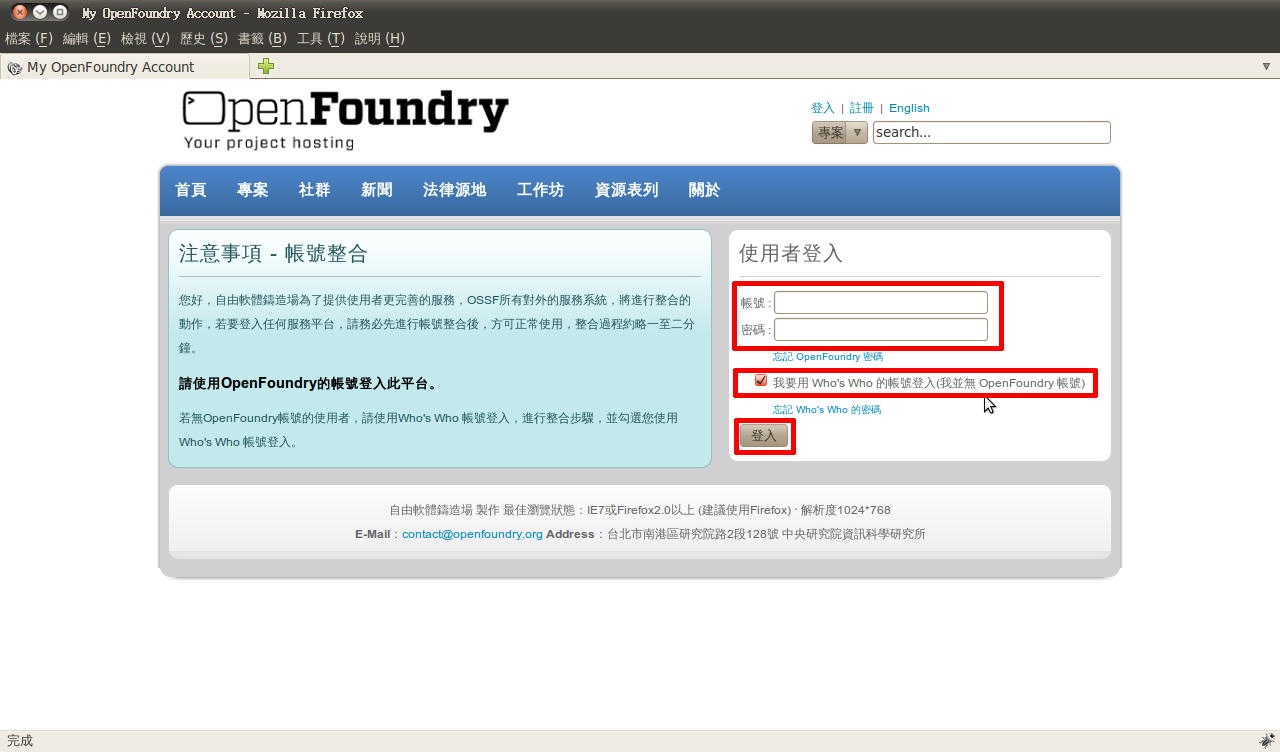 My OpenFoundry Account - Mozilla Firefox
檔案 (F) 編輯 (E) 檢視 (V) 歷史 (S) 書籤 (B) 工具 (T) 說明 (H)
My OpenFoundry Account
OpenFoundry
Your project hosting
登入 | 註冊 | English
專案 search...
首頁 專案 社群 新聞 法律源地 工作坊 資源表列 關於
注意事項 - 帳號整合
您好，自由軟體鑄造場為了提供使用者更完善的服務，OSSF所有對外的服務系統，將進行整合的
動作，若要登入任何服務平台，請務必先進行帳號整合後，方可正常使用，整合過程約略一至二分
鐘。
請使用OpenFoundry的帳號登入此平台。
若無OpenFoundry帳號的使用者，請使用Who's Who 帳號登入，進行整合步驟，並勾選您使用
Who's Who 帳號登入。
使用者登入
帳號 :
密碼 :
忘記 OpenFoundry 密碼
我要用 Who's Who 的帳號登入(我並無 OpenFoundry 帳號)
忘記 Who's Who 的密碼
登入
自由軟體鑄造場 製作 最佳瀏覽狀態：IE7或Firefox2.0以上 (建議使用Firefox)‧解析度1024*768
E-Mail：contact@openfoundry.org Address：台北市南港區研究院路2段128號 中央研究院資訊科學研究所
完成